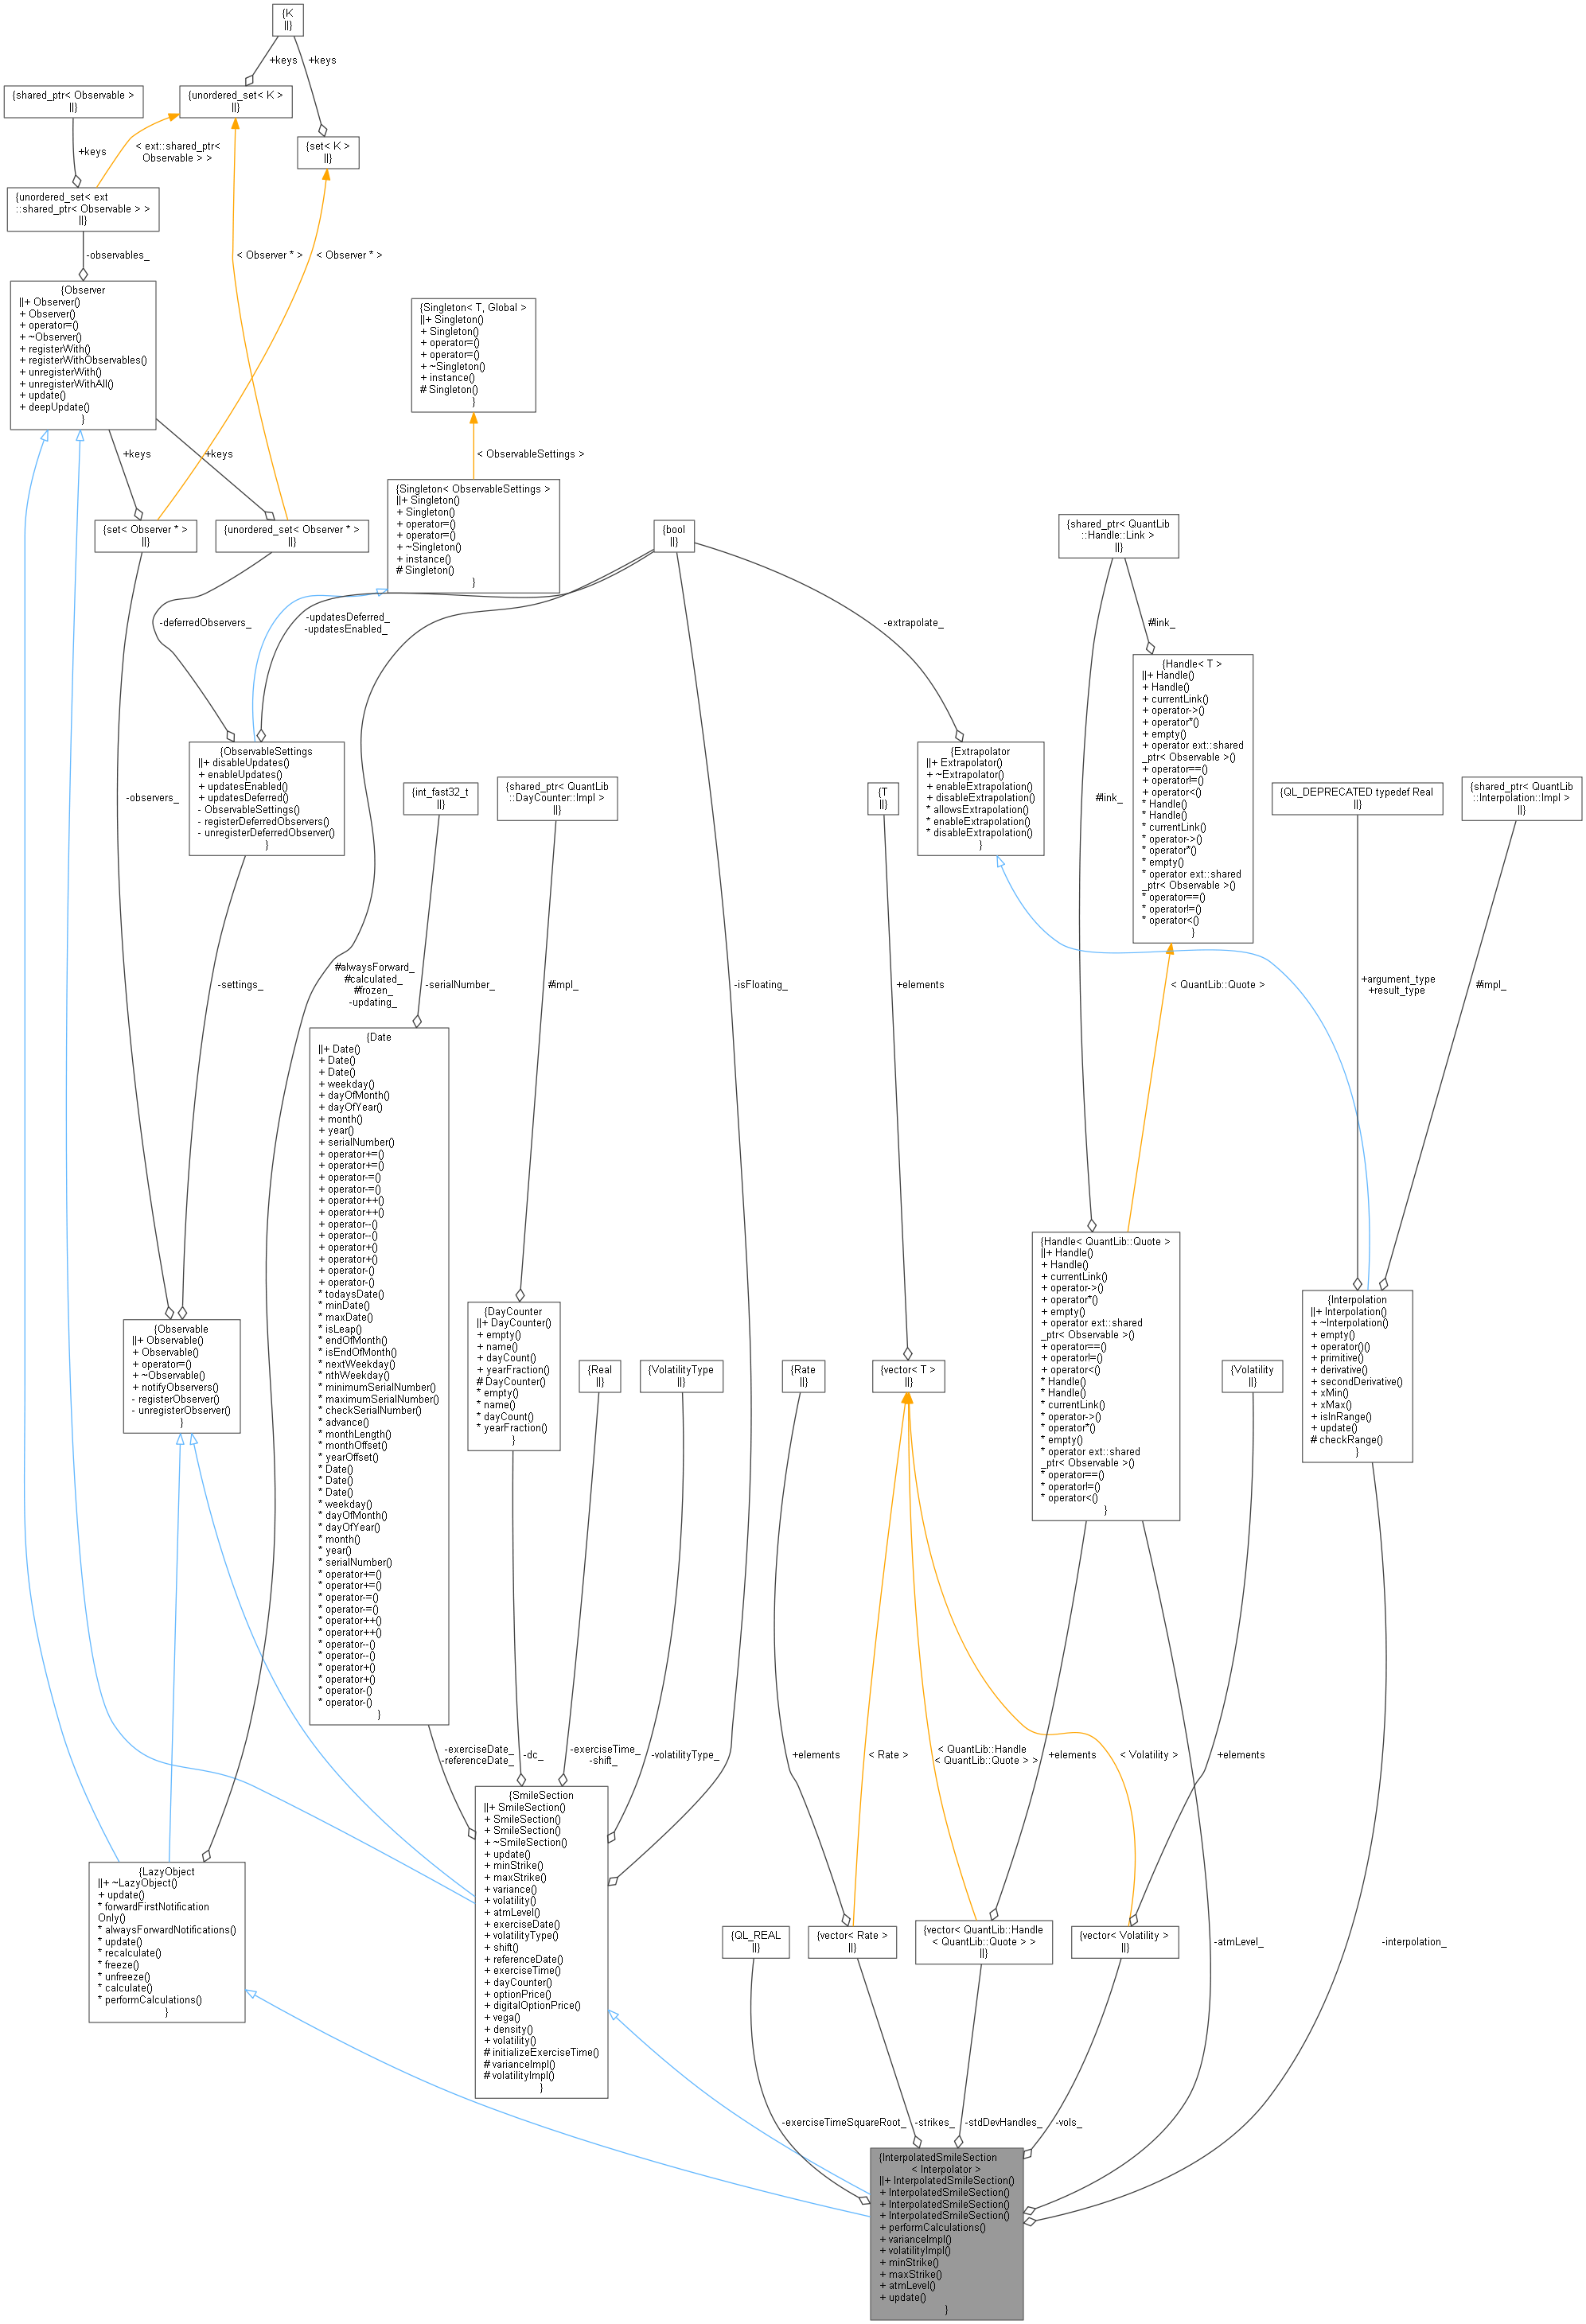 {K
||}
+keys
+keys
{shared_ptr< Observable >
||}
{unordered_set< K >
||}
+keys
< ext::shared_ptr<
Observable > >
{set< K >
||}
{unordered_set< ext
::shared_ptr< Observable > >
||}
-observables_
< Observer * >
< Observer * >
{Observer
||+ Observer()
+ Observer()
+ operator=()
+ ~Observer()
+ registerWith()
+ registerWithObservables()
+ unregisterWith()
+ unregisterWithAll()
+ update()
+ deepUpdate()
}
{Singleton< T, Global >
||+ Singleton()
+ Singleton()
+ operator=()
+ operator=()
+ ~Singleton()
+ instance()
# Singleton()
}
+keys
+keys
< ObservableSettings >
{set< Observer * >
||}
{unordered_set< Observer * >
||}
{Singleton< ObservableSettings >
||+ Singleton()
+ Singleton()
+ operator=()
+ operator=()
+ ~Singleton()
+ instance()
# Singleton()
}
{bool
||}
{shared_ptr< QuantLib
::Handle::Link >
||}
-deferredObservers_
-updatesDeferred_
-updatesEnabled_
-extrapolate_
#link_
{Handle< T >
||+ Handle()
+ Handle()
+ currentLink()
+ operator->()
+ operator*()
+ empty()
+ operator ext::shared
_ptr< Observable >()
+ operator==()
+ operator!=()
+ operator<()
* Handle()
* Handle()
* currentLink()
* operator->()
* operator*()
* empty()
* operator ext::shared
_ptr< Observable >()
* operator==()
* operator!=()
* operator<()
}
-observers_
{ObservableSettings
||+ disableUpdates()
+ enableUpdates()
+ updatesEnabled()
+ updatesDeferred()
- ObservableSettings()
- registerDeferredObservers()
- unregisterDeferredObserver()
}
{int_fast32_t
||}
{shared_ptr< QuantLib
::DayCounter::Impl >
||}
{T
||}
{Extrapolator
||+ Extrapolator()
+ ~Extrapolator()
+ enableExtrapolation()
+ disableExtrapolation()
* allowsExtrapolation()
* enableExtrapolation()
* disableExtrapolation()
}
#link_
{QL_DEPRECATED typedef Real
||}
{shared_ptr< QuantLib
::Interpolation::Impl >
||}
-settings_
#alwaysForward_
#calculated_
#frozen_
-updating_
-serialNumber_
#impl_
-isFloating_
+elements
< QuantLib::Quote >
+argument_type
+result_type
#impl_
{Date
||+ Date()
+ Date()
+ Date()
+ weekday()
+ dayOfMonth()
+ dayOfYear()
+ month()
+ year()
+ serialNumber()
+ operator+=()
+ operator+=()
+ operator-=()
+ operator-=()
+ operator++()
+ operator++()
+ operator--()
+ operator--()
+ operator+()
+ operator+()
+ operator-()
+ operator-()
* todaysDate()
* minDate()
* maxDate()
* isLeap()
* endOfMonth()
* isEndOfMonth()
* nextWeekday()
* nthWeekday()
* minimumSerialNumber()
* maximumSerialNumber()
* checkSerialNumber()
* advance()
* monthLength()
* monthOffset()
* yearOffset()
* Date()
* Date()
* Date()
* weekday()
* dayOfMonth()
* dayOfYear()
* month()
* year()
* serialNumber()
* operator+=()
* operator+=()
* operator-=()
* operator-=()
* operator++()
* operator++()
* operator--()
* operator--()
* operator+()
* operator+()
* operator-()
* operator-()
}
{Observable
||+ Observable()
+ Observable()
+ operator=()
+ ~Observable()
+ notifyObservers()
- registerObserver()
- unregisterObserver()
}
{DayCounter
||+ DayCounter()
+ empty()
+ name()
+ dayCount()
+ yearFraction()
# DayCounter()
* empty()
* name()
* dayCount()
* yearFraction()
}
{Real
||}
{VolatilityType
||}
{Rate
||}
{vector< T >
||}
{Handle< QuantLib::Quote >
||+ Handle()
+ Handle()
+ currentLink()
+ operator->()
+ operator*()
+ empty()
+ operator ext::shared
_ptr< Observable >()
+ operator==()
+ operator!=()
+ operator<()
* Handle()
* Handle()
* currentLink()
* operator->()
* operator*()
* empty()
* operator ext::shared
_ptr< Observable >()
* operator==()
* operator!=()
* operator<()
}
{Volatility
||}
{Interpolation
||+ Interpolation()
+ ~Interpolation()
+ empty()
+ operator()()
+ primitive()
+ derivative()
+ secondDerivative()
+ xMin()
+ xMax()
+ isInRange()
+ update()
# checkRange()
}
-exerciseDate_
-referenceDate_
-dc_
-exerciseTime_
-shift_
-volatilityType_
+elements
< Rate >
< QuantLib::Handle
< QuantLib::Quote > >
+elements
< Volatility >
+elements
{LazyObject
||+ ~LazyObject()
+ update()
* forwardFirstNotification
Only()
* alwaysForwardNotifications()
* update()
* recalculate()
* freeze()
* unfreeze()
* calculate()
* performCalculations()
}
{SmileSection
||+ SmileSection()
+ SmileSection()
+ SmileSection()
+ ~SmileSection()
+ update()
+ minStrike()
+ maxStrike()
+ variance()
+ volatility()
+ atmLevel()
+ exerciseDate()
+ volatilityType()
+ shift()
+ referenceDate()
+ exerciseTime()
+ dayCounter()
+ optionPrice()
+ digitalOptionPrice()
+ vega()
+ density()
+ volatility()
# initializeExerciseTime()
# varianceImpl()
# volatilityImpl()
}
{QL_REAL
||}
{vector< Rate >
||}
{vector< QuantLib::Handle
< QuantLib::Quote > >
||}
{vector< Volatility >
||}
-atmLevel_
-interpolation_
-exerciseTimeSquareRoot_
-strikes_
-stdDevHandles_
-vols_
{InterpolatedSmileSection
< Interpolator >
||+ InterpolatedSmileSection()
+ InterpolatedSmileSection()
+ InterpolatedSmileSection()
+ InterpolatedSmileSection()
+ performCalculations()
+ varianceImpl()
+ volatilityImpl()
+ minStrike()
+ maxStrike()
+ atmLevel()
+ update()
}